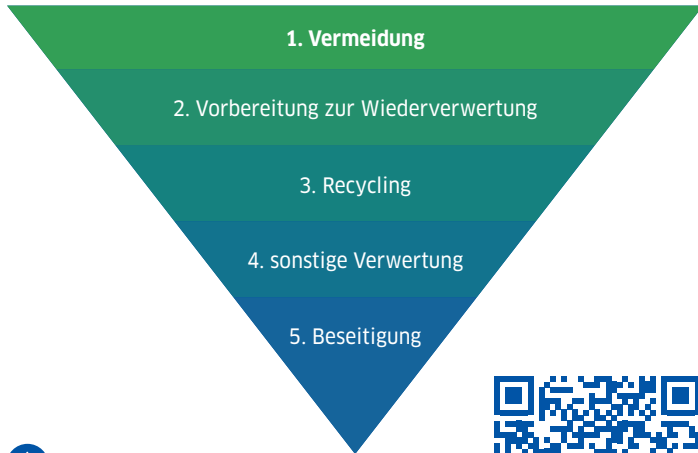 1. Vermeidung
2. Vorbereitung zur Wiederverwertung
3. Recycling
4. sonstige Verwertung
5. Beseitigung